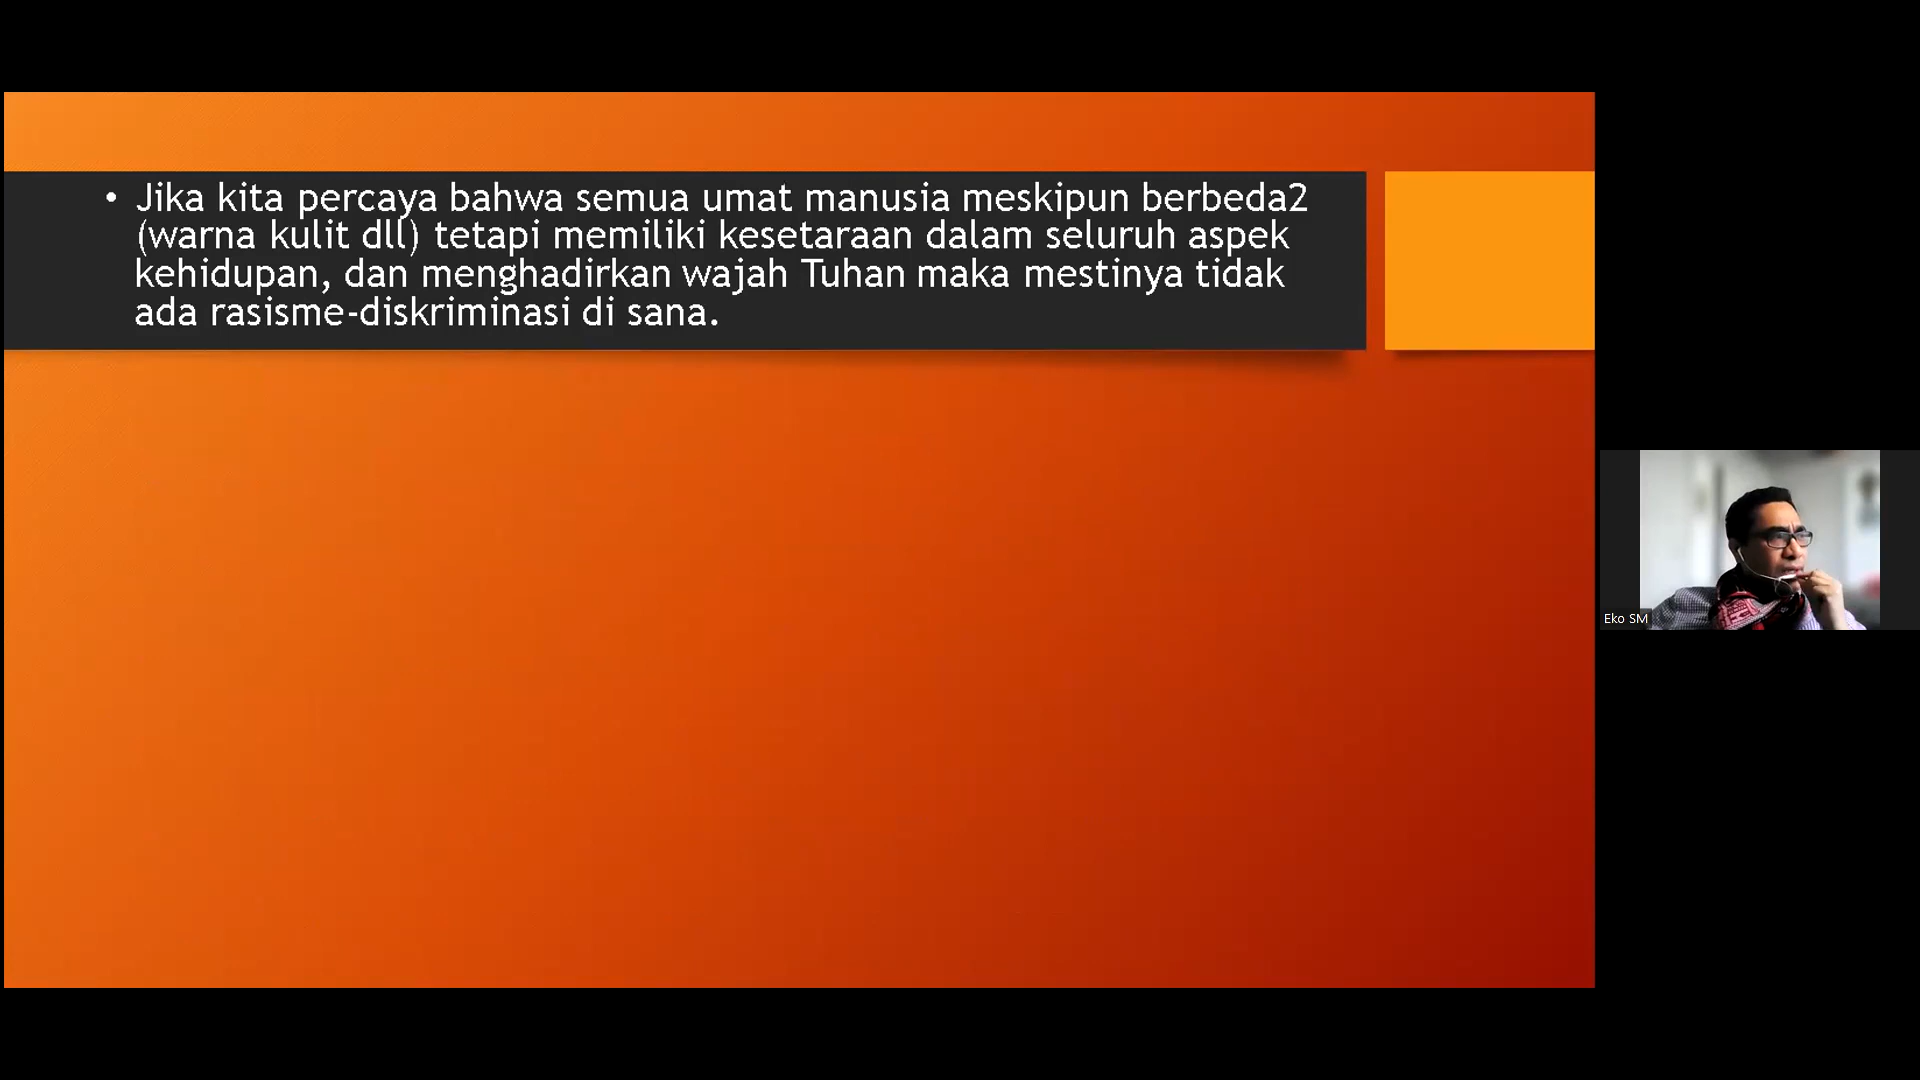 • Jika kita percaya bahwa semua umat manusia meskipun berbeda2
(warna kulit dll) tetapi memiliki kesetaraan dalam seluruh aspek
kehidupan, dan menghadirkan wajah Tuhan maka mestinya tidak
ada rasisme-diskriminasi di sana.
Eko SM